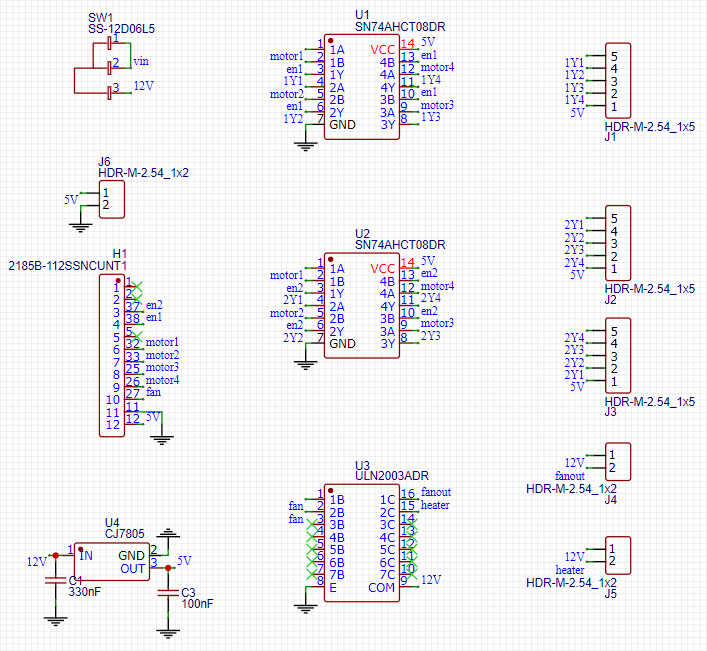 SW1
SS-12D06L5
1
2 vin
3 12V
J6
HDR-M-2.54_1x2
5V 1
2
H1
2185B-112SSNCUNT1
1 1
2 2
3 37 en2
4 38 en1
5 5
6 32 motor1
7 33 motor2
8 25 motor3
9 26 motor4
10 27 fan
11 11
12 12 5V
U4
CJ7805
12V 1 IN GND 2
OUT 3 5V
C1
330nF
C3
100nF
U1
SN74AHCT08DR
1 1A VCC 14 5V
motor1 2 1B 4B 13 en1
en1 3 1Y 4A 12 motor4
1Y1 4 2A 4Y 11 1Y4
motor2 5 2B 3B 10 en1
en1 6 2Y 3A 9 motor3
1Y2 7 GND 3Y 8 1Y3
U2
SN74AHCT08DR
1 1A VCC 14 5V
motor1 2 1B 4B 13 en2
en2 3 1Y 4A 12 motor4
2Y1 4 2A 4Y 11 2Y4
motor2 5 2B 3B 10 en2
en2 6 2Y 3A 9 motor3
2Y2 7 GND 3Y 8 2Y3
U3
ULN2003ADR
1 1B 1C 16 fanout
fan 2 2B 2C 15 heater
fan 3B 3C 14
4B 4C
5B 5C 12
6B 6C
7B 7C 10
8 E COM 9 12V
5
1Y1 4
1Y2 3
1Y3 2
1Y4 1
5V
HDR-M-2.54_1x5
J1
5
2Y1 4
2Y2 3
2Y3 2
2Y4 1
5V
HDR-M-2.54_1x5
J2
5
2Y4 4
2Y3 3
2Y2 2
2Y1 1
5V
HDR-M-2.54_1x5
J3
12V 1
fanout 2
HDR-M-2.54_1x2
J4
12V 1
heater 2
HDR-M-2.54_1x2
J5